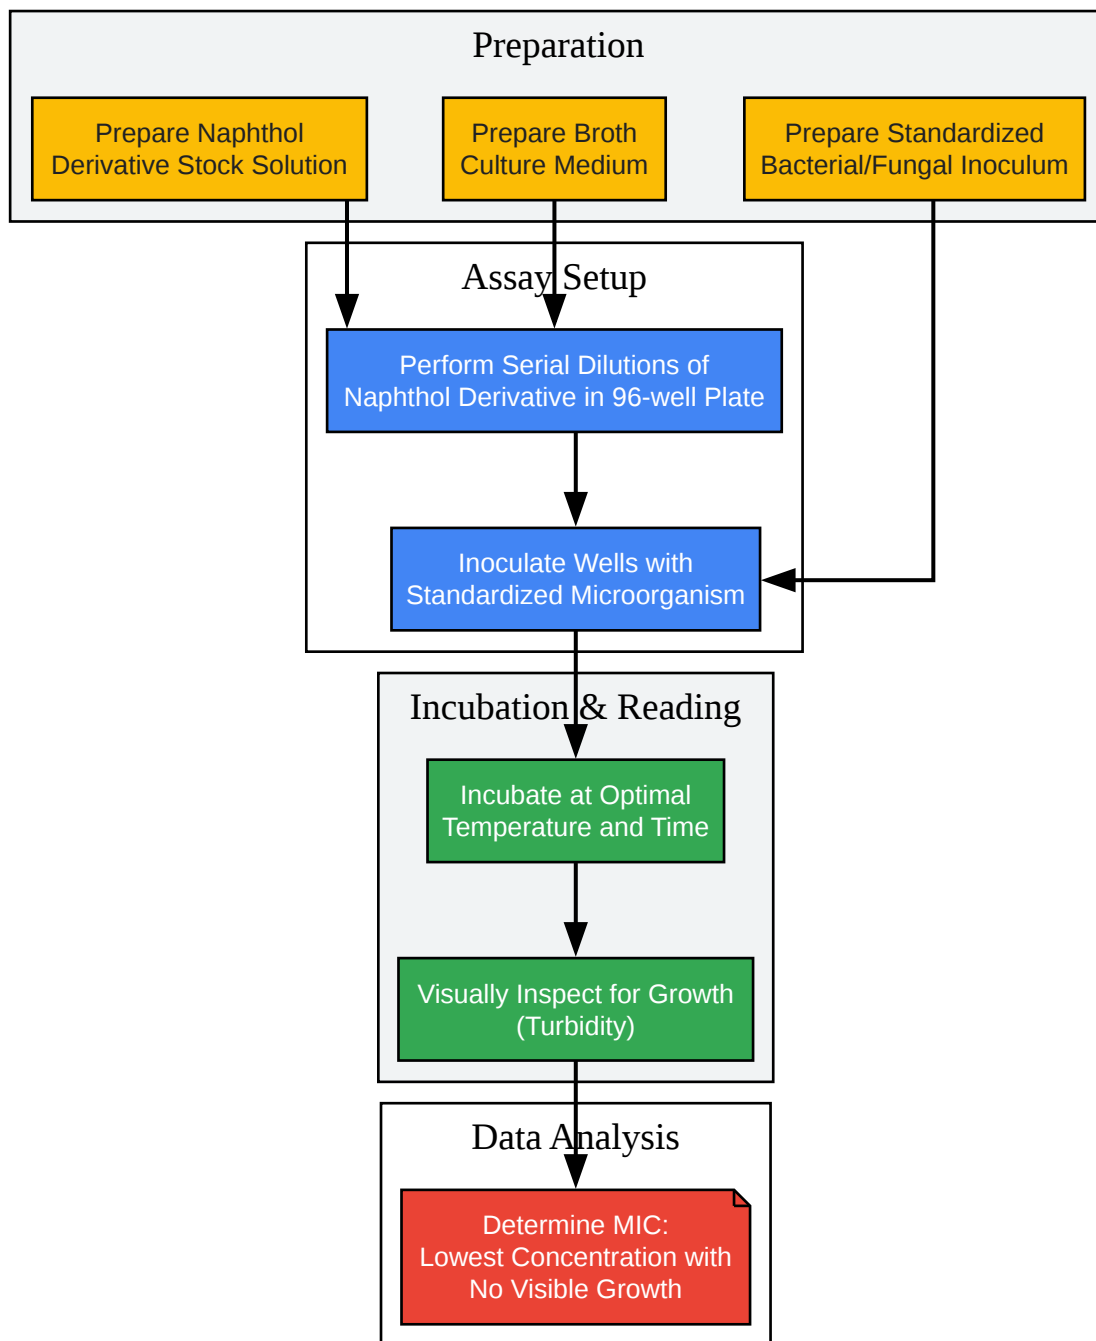 Preparation
Prepare Naphthol
Derivative Stock Solution
Prepare Broth
Culture Medium
Prepare Standardized
Bacterial/Fungal Inoculum
Assay Setup
Perform Serial Dilutions of
Naphthol Derivative in 96-well Plate
Inoculate Wells with
Standardized Microorganism
Incubation & Reading
Incubate at Optimal
Temperature and Time
Visually Inspect for Growth
(Turbidity)
Data Analysis
Determine MIC:
Lowest Concentration with
No Visible Growth